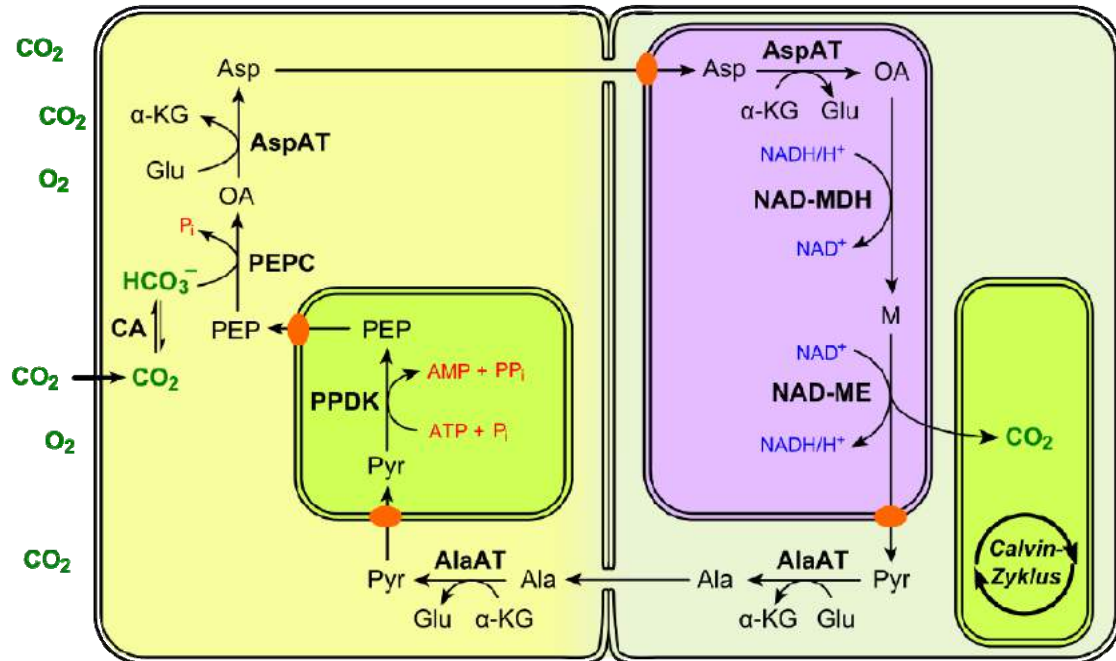 CO₂
CO₂
O₂
CO₂
O₂
CO₂
Asp
α-KG
AspAT
Glu
OA
Pᵢ
PEPC
HCO₃⁻
CA
PEP
CO₂
PEP
AMP + PPᵢ
PPDK
ATP + Pᵢ
Pyr
Pyr
AlaAT
Ala
Glu
α-KG
Asp
AspAT
OA
α-KG
Glu
NADH/H⁺
NAD-MDH
NAD⁺
M
NAD⁺
NAD-ME
NADH/H⁺
CO₂
Calvin-
Zyklus
Ala
AlaAT
Pyr
α-KG
Glu